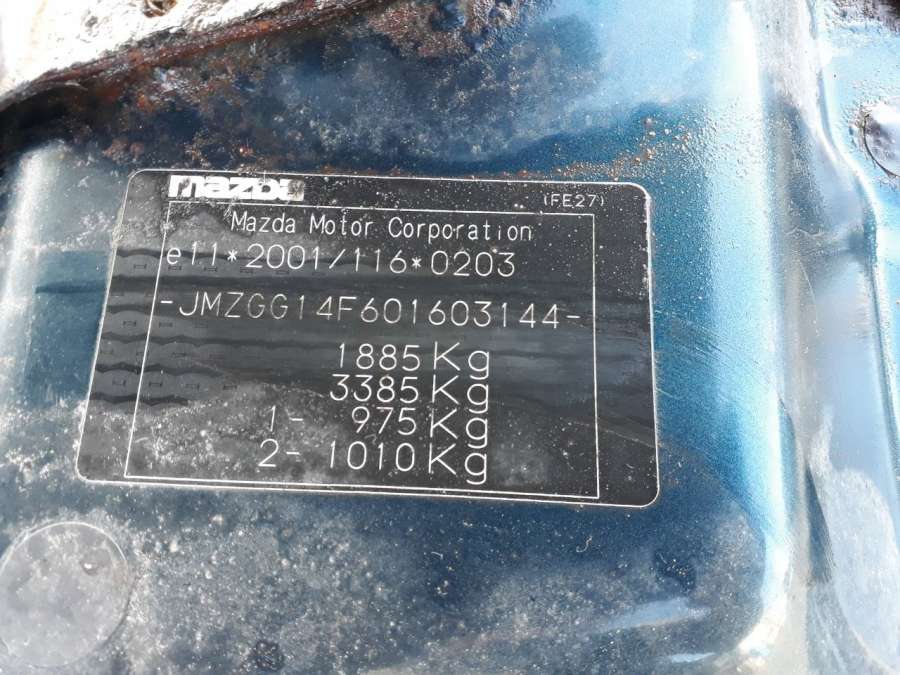 mazda
(FE27)
Mazda Motor Corporation
e11*2001/116*0203
-JMZGG14F601603144-
1885Kg
3385Kg
1- 975Kg
2- 1010Kg